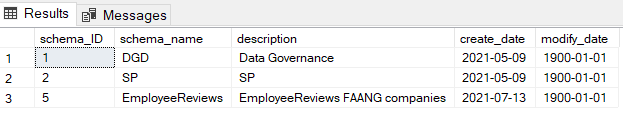 Results Messages
schema_ID schema_name description create_date modify_date
1 1 DGD Data Governance 2021-05-09 1900-01-01
2 2 SP SP 2021-05-09 1900-01-01
3 5 EmployeeReviews EmployeeReviews FAANG companies 2021-07-13 1900-01-01